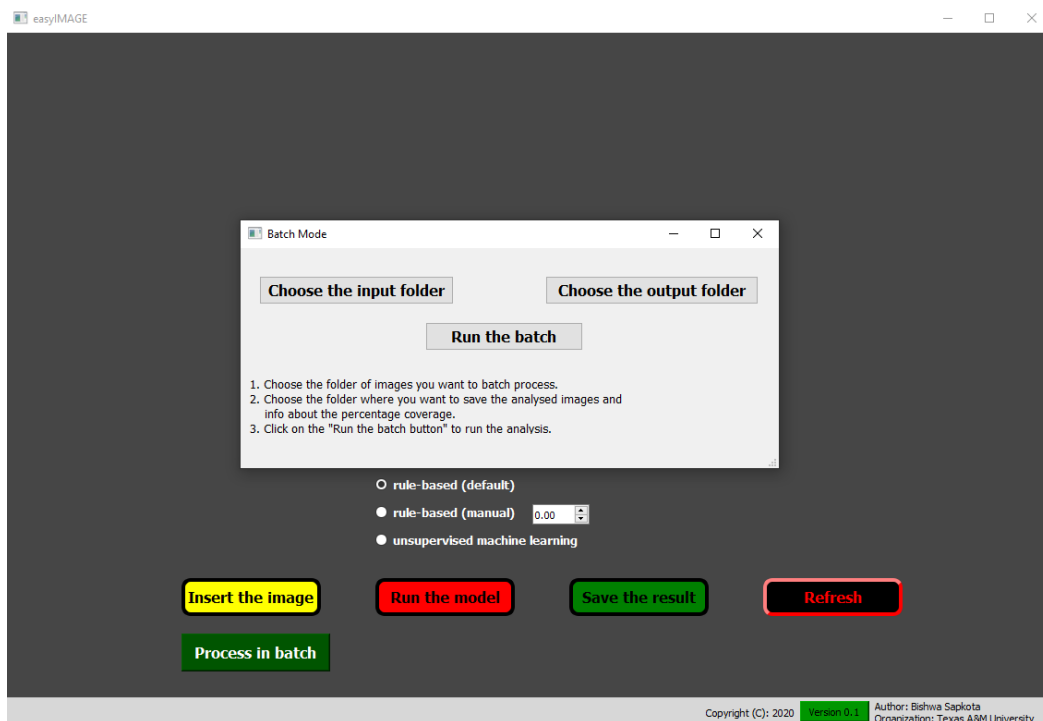 easyIMAGE
Batch Mode
Choose the input folder
Choose the output folder
Run the batch
1. Choose the folder of images you want to batch process.
2. Choose the folder where you want to save the analysed images and
info about the percentage coverage.
3. Click on the "Run the batch button" to run the analysis.
rule-based (default)
rule-based (manual) 0.00
unsupervised machine learning
Insert the image
Run the model
Save the result
Refresh
Process in batch
Copyright (C): 2020
Version 0.1
Author: Bishwa Sapkota
Organization: Texas A&M University